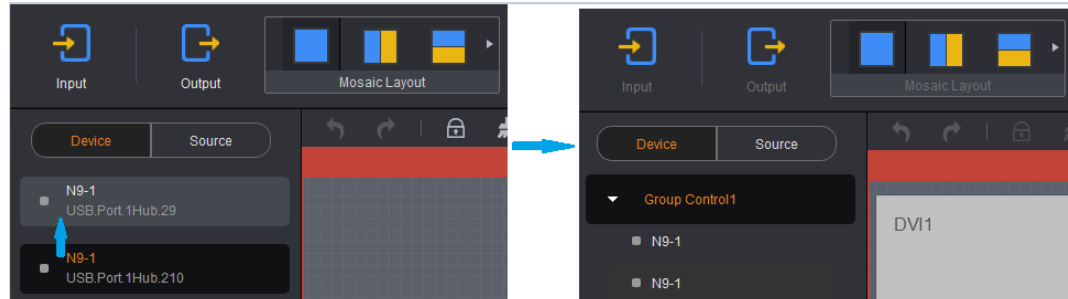 Input
Output
Mosaic Layout
Device
Source
N9-1
USB.Port.1Hub.29
N9-1
USB.Port.1Hub.210
Input
Output
Mosaic Layout
Device
Source
Group Control1
N9-1
N9-1
DVI1